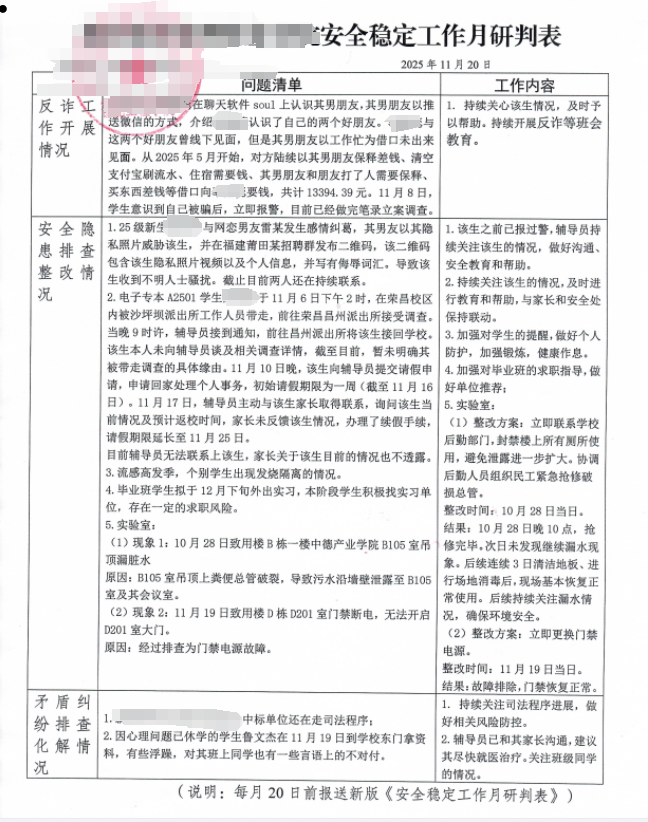 安全稳定工作月研判表
2025 年 11 月 20 日
问题清单
工作内容
反诈工
作开展
情况
在聊天软件 soul 上认识其男朋友,其男朋友以推
送微信的方式,介绍 认识了自己的两个好朋友。 与
这两个好朋友曾线下见面,但是其男朋友以工作忙为借口未出来
见面。从 2025 年 5 月开始,对方陆续以其男朋友保释差钱、清空
支付宝刷流水、住宿需要钱、其男朋友和朋友打了人需要保释、
买东西差钱等借口向 要钱,共计 13394.39 元。11 月 8 日,
学生意识到自己被骗后,立即报警,目前已经做完笔录立案调查。
1. 持续关心该生情况,及时予
以帮助。持续开展反诈等班会
教育。
安全隐
患排查
整改情
况
1.25 级新生 与网恋男友雷某发生感情纠葛,其男友以其隐
私照片威胁该生,并在福建莆田某招聘群发布二维码,该二维码
包含该生隐私照片视频以及个人信息,并写有侮辱词汇。导致该
生收到不明人士骚扰。截止目前两人还在持续联系。
2.电子专本 A2501 学生 于 11 月 6 日下午 2 时,在荣昌校区
内被沙坪坝派出所工作人员带走,前往荣昌昌州派出所接受调查。
当晚 9 时许,辅导员接到通知,前往昌州派出所将该生接回学校。
该生本人未向辅导员谈及相关调查详情,截至目前,暂未明确其
被带走调查的具体缘由。11 月 10 日晚,该生向辅导员提交请假申
请,申请回家处理个人事务,初始请假期限为一周(截至 11 月 16
日)。11 月 17 日,辅导员主动与该生家长取得联系,询问该生当
前情况及预计返校时间,家长未反馈该生情况,办理了续假手续,
请假期限延长至 11 月 25 日。
目前辅导员无法联系上该生,家长关于该生目前的情况也不透露。
3.流感高发季,个别学生出现发烧隔离的情况。
4.毕业班学生拟于 12 月下旬外出实习,本阶段学生积极找实习单
位,存在一定的求职风险。
5.实验室:
(1)现象 1:10 月 28 日致用楼 B 栋一楼中德产业学院 B105 室吊
顶漏脏水
原因:B105 室吊顶上粪便总管破裂,导致污水沿墙壁泄露至 B105
室及其会议室。
(2)现象 2:11 月 19 日致用楼 D 栋 D201 室门禁断电,无法开启
D201 室大门。
原因:经过排查为门禁电源故障。
1.该生之前已报过警,辅导员持
续关注该生的情况,做好沟通、
安全教育和帮助。
2.持续关注该生的情况,及时进
行教育和帮助,与家长和安全处
保持联动。
3.加强对学生的提醒,做好个人
防护,加强锻炼,健康作息。
4.加强对毕业班的求职指导,做
好单位推荐;
5.实验室:
(1)整改方案:立即联系学校
后勤部门,封禁楼上所有厕所使
用,避免泄露进一步扩大。协调
后勤人员组织民工紧急抢修破
损总管。
整改时间:10 月 28 日当日。
结果:10 月 28 日晚 10 点,抢
修完毕。次日未发现继续漏水现
象。后续连续 3 日清洁地板、进
行场地消毒后,现场基本恢复正
常使用。后续持续关注漏水情
况,确保环境安全。
(2)整改方案:立即更换门禁
电源。
整改时间:11 月 19 日当日。
结果:故障排除,门禁恢复正常。
矛盾纠
纷排查
化解情
况
1. 中标单位还在走司法程序;
2.因心理问题已休学的学生鲁文杰在 11 月 19 日到学校东门拿资
料,有些浮躁,对其班上同学也有一些言语上的不对付。
1. 持续关注司法程序进展,做
好相关风险防控。
2.辅导员已和其家长沟通,建议
其尽快就医治疗。关注班级同学
的情况。
(说明:每月 20 日前报送新版《安全稳定工作月研判表》)